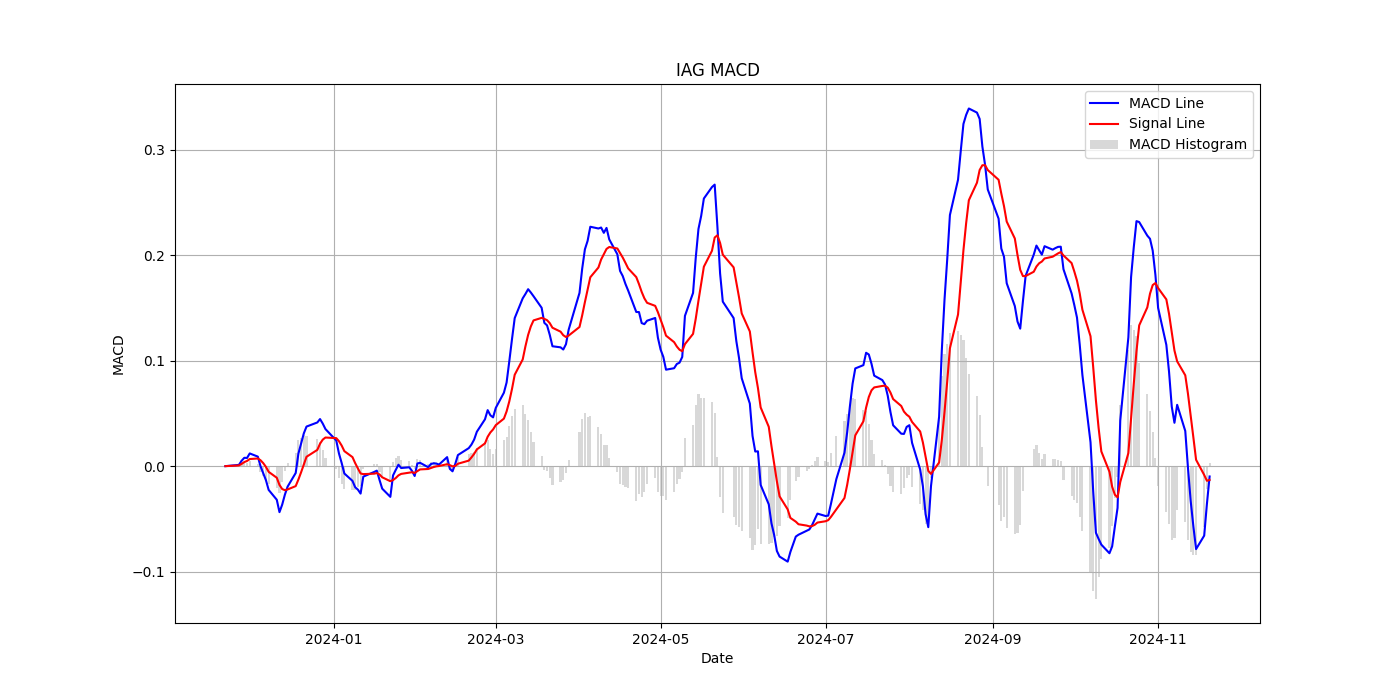 IAG MACD
MACD Line
Signal Line
MACD Histogram
MACD
0.3
0.2
0.1
0.0
−0.1
2024-01
2024-03
2024-05
2024-07
2024-09
2024-11
Date